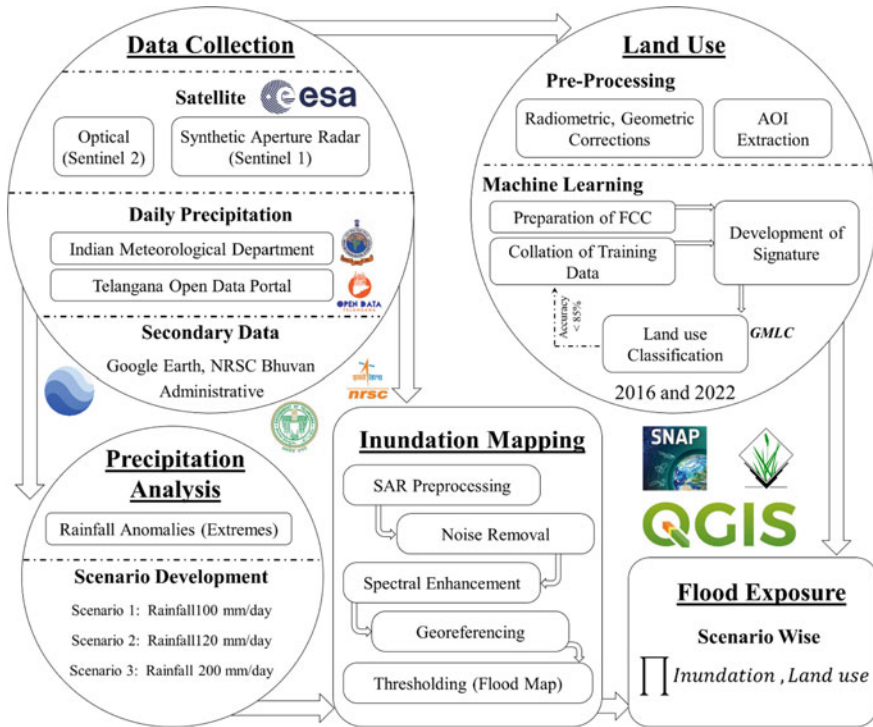 Data Collection
Satellite
esa
Optical
(Sentinel 2)
Synthetic Aperture Radar
(Sentinel 1)
Daily Precipitation
Indian Meteorological Department
Telangana Open Data Portal
OPEN DATA
TELANGANA
Secondary Data
Google Earth, NRSC Bhuvan
Administrative
nrsc
Land Use
Pre-Processing
Radiometric, Geometric
Corrections
AOI
Extraction
Machine Learning
Preparation of FCC
Collation of Training
Data
Development of
Signature
Accuracy
< 85%
Land use
Classification
GMLC
2016 and 2022
Precipitation
Analysis
Rainfall Anomalies (Extremes)
Scenario Development
Scenario 1: Rainfall100 mm/day
Scenario 2: Rainfall120 mm/day
Scenario 3: Rainfall 200 mm/day
Inundation Mapping
SAR Preprocessing
Noise Removal
Spectral Enhancement
Georeferencing
Thresholding (Flood Map)
SNAP
QGIS
Flood Exposure
Scenario Wise
∏ Inundation , Land use